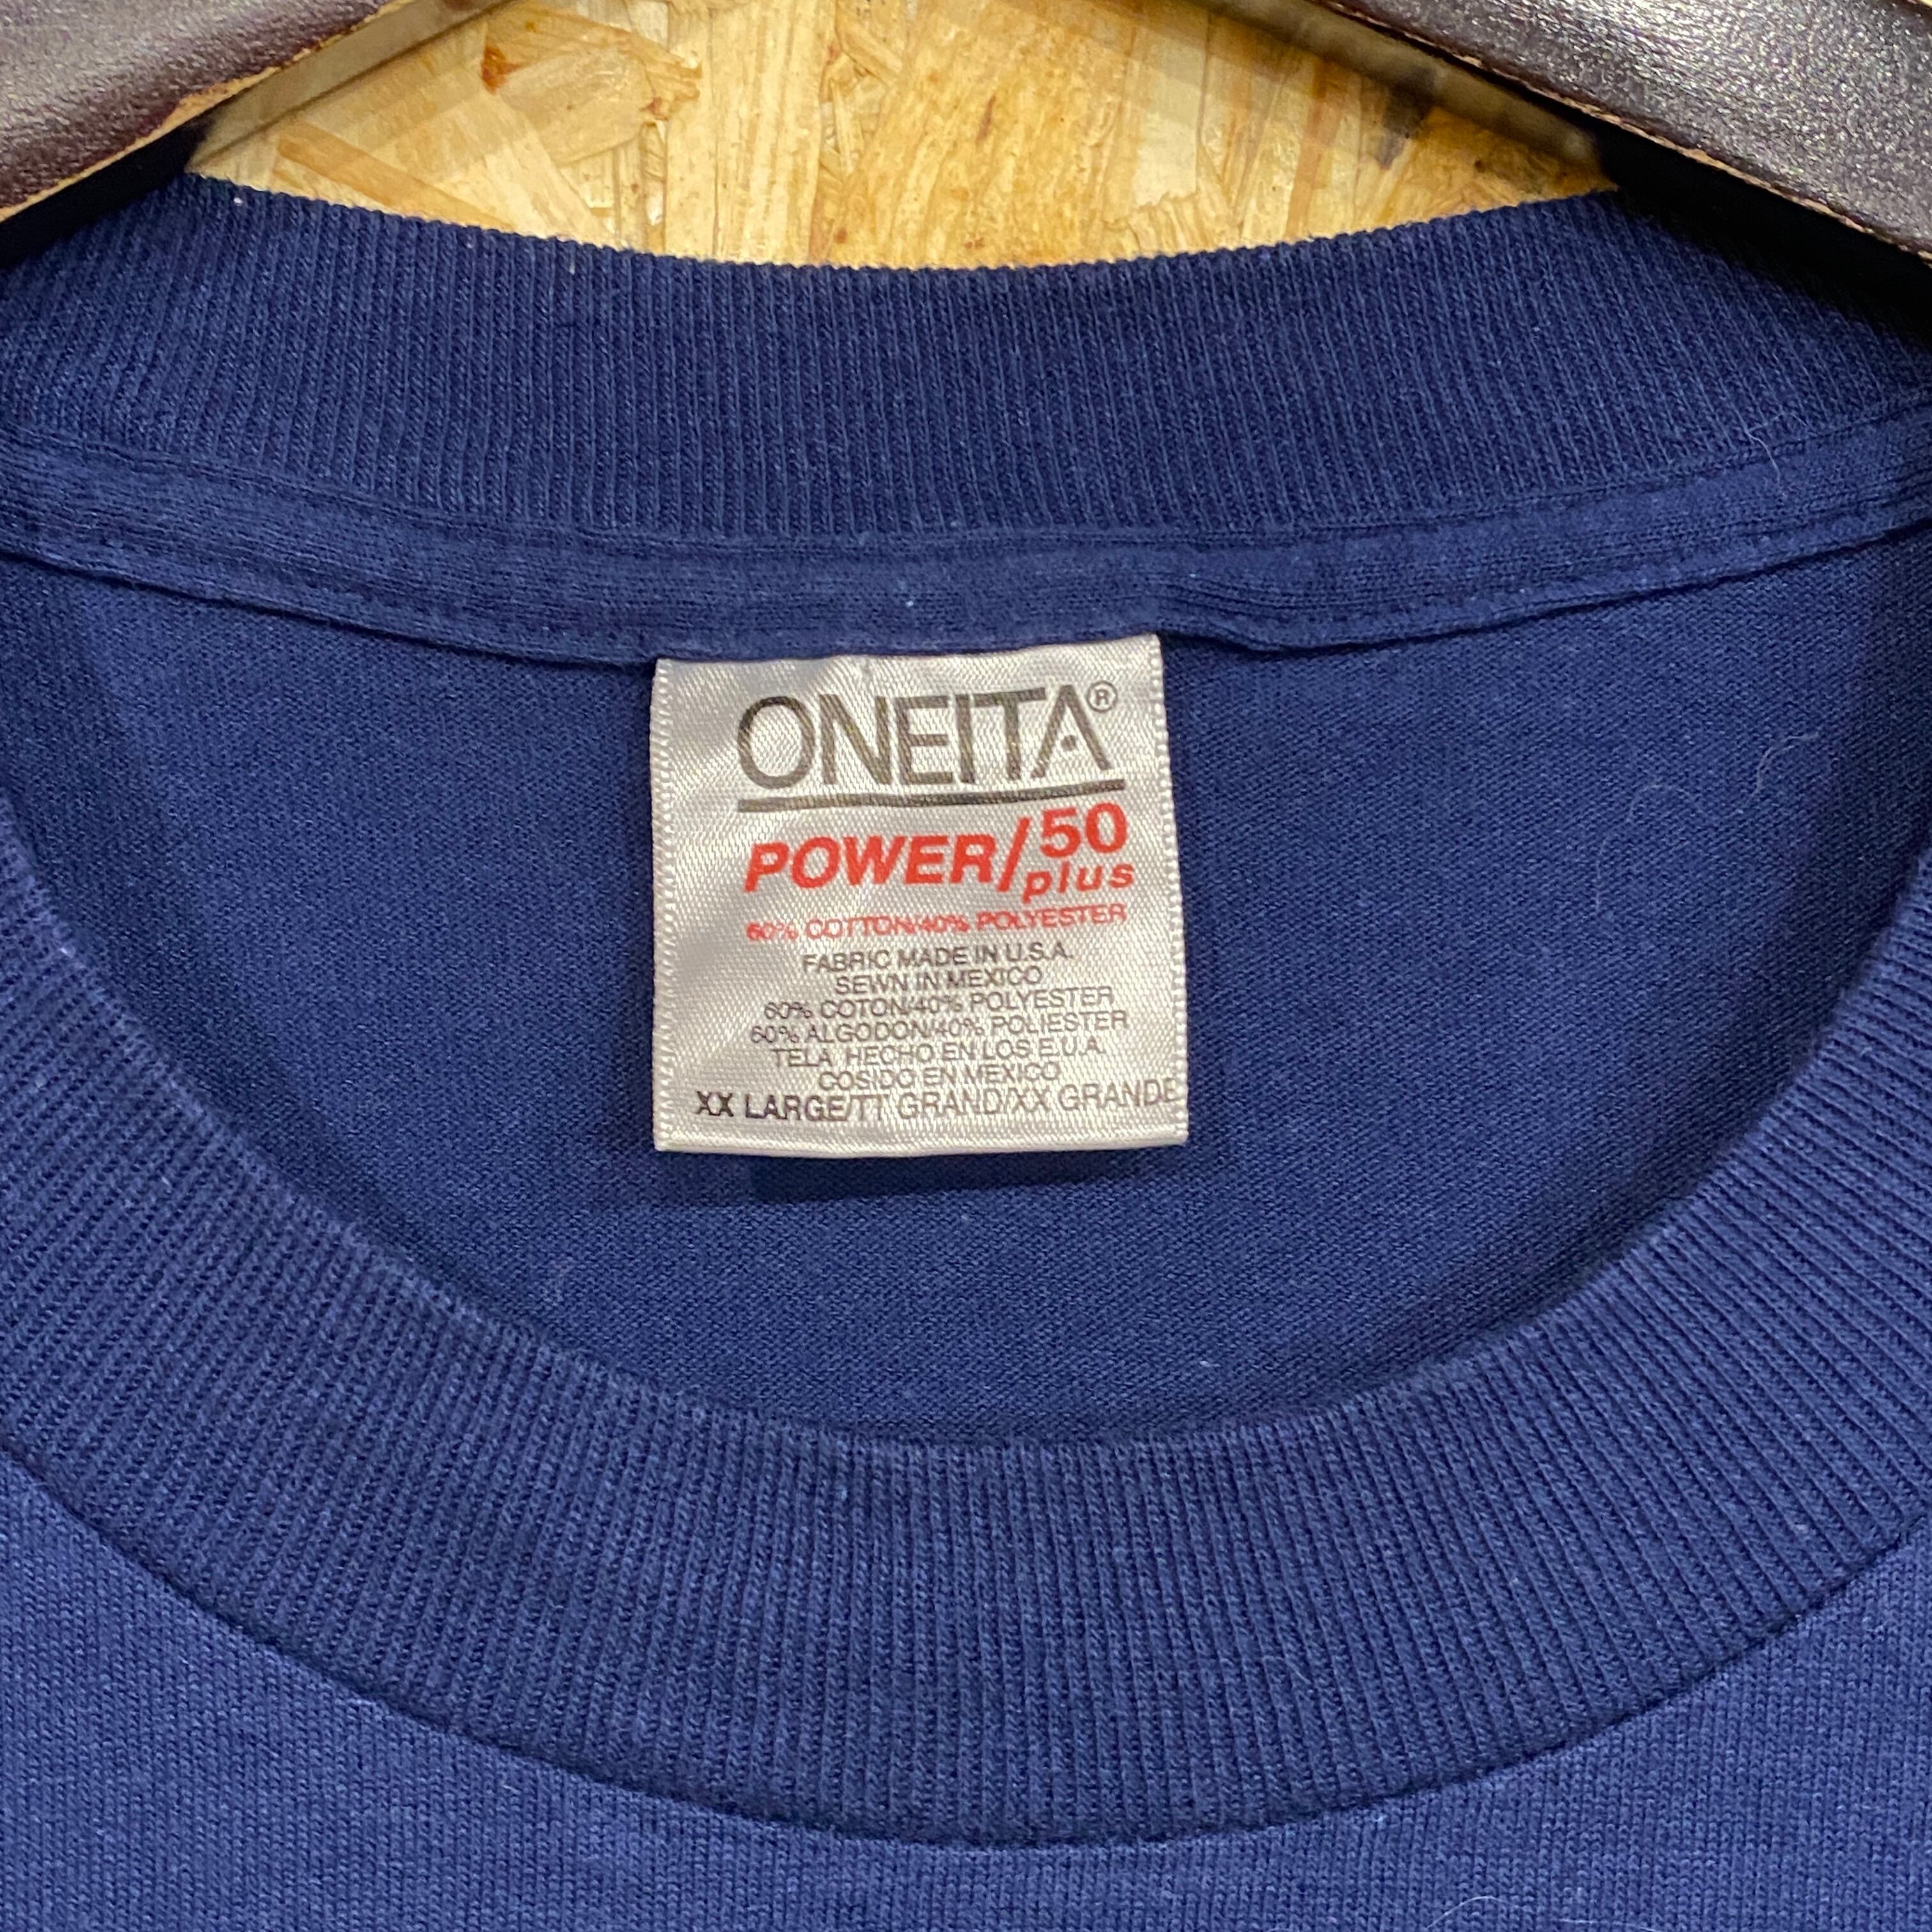 ONEITA®
POWER/50 plus
60% COTTON/40% POLYESTER
FABRIC MADE IN U.S.A.
SEWN IN MEXICO
60% COTON/40% POLYESTER
60% ALGODON/40% POLIESTER
TELA HECHO EN LOS E.U.A.
COSIDO EN MEXICO
XX LARGE/TT GRAND/XX GRANDE